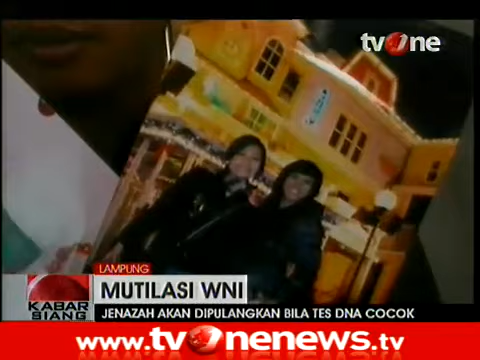 tvOne
LAMPUNG
MUTILASI WNI
KABAR
SIANG
JENAZAH AKAN DIPULANGKAN BILA TES DNA COCOK
www.tvOnenews.tv